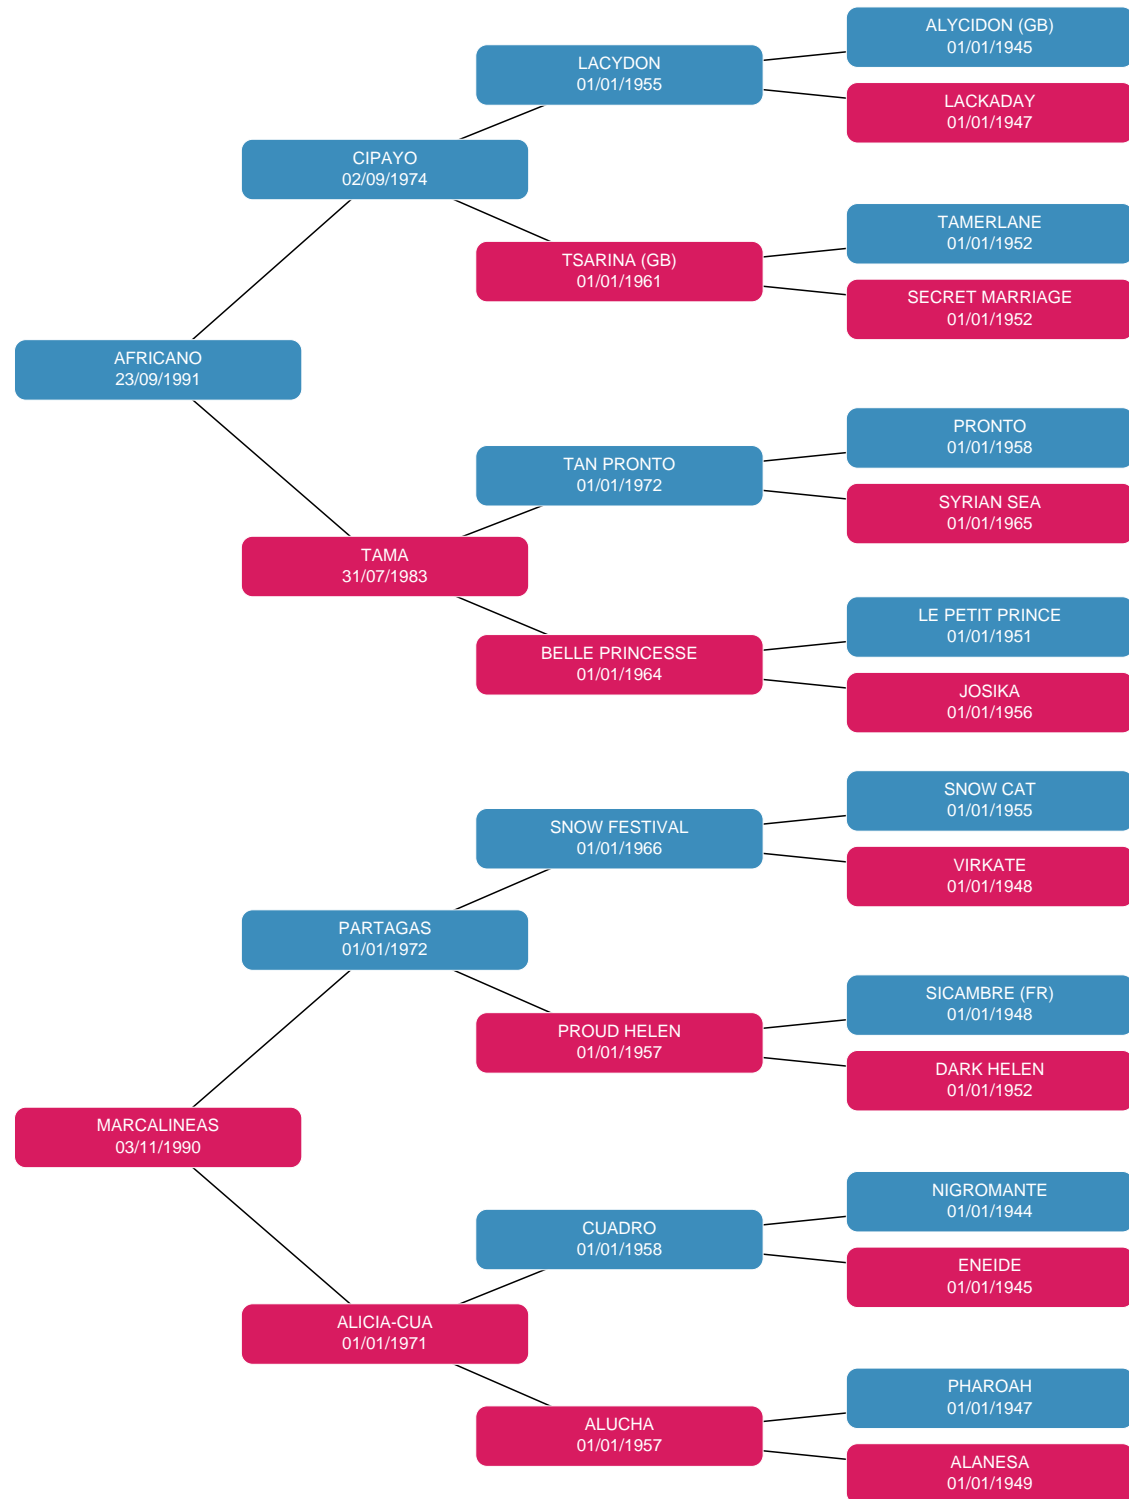 ALYCIDON (GB)
01/01/1945
LACYDON
01/01/1955
LACKADAY
01/01/1947
CIPAYO
02/09/1974
TAMERLANE
01/01/1952
TSARINA (GB)
01/01/1961
SECRET MARRIAGE
01/01/1952
AFRICANO
23/09/1991
PRONTO
01/01/1958
TAN PRONTO
01/01/1972
SYRIAN SEA
01/01/1965
TAMA
31/07/1983
LE PETIT PRINCE
01/01/1951
BELLE PRINCESSE
01/01/1964
JOSIKA
01/01/1956
SNOW CAT
01/01/1955
SNOW FESTIVAL
01/01/1966
VIRKATE
01/01/1948
PARTAGAS
01/01/1972
SICAMBRE (FR)
01/01/1948
PROUD HELEN
01/01/1957
DARK HELEN
01/01/1952
MARCALINEAS
03/11/1990
NIGROMANTE
01/01/1944
CUADRO
01/01/1958
ENEIDE
01/01/1945
ALICIA-CUA
01/01/1971
PHAROAH
01/01/1947
ALUCHA
01/01/1957
ALANESA
01/01/1949